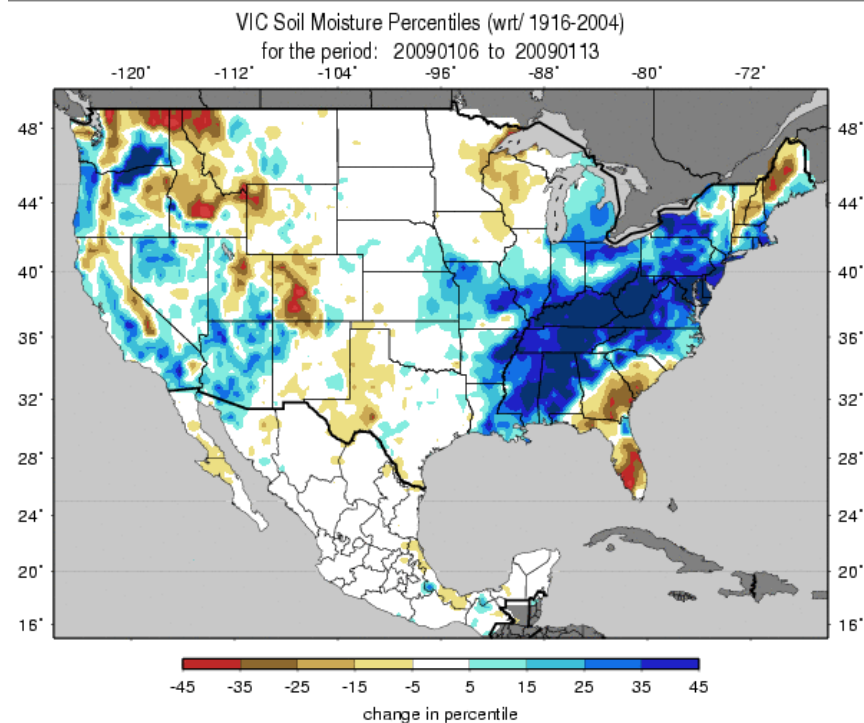 VIC Soil Moisture Percentiles (wrt/ 1916-2004)
for the period: 20090106 to 20090113
-120° -112° -104° -96° -88° -80° -72°
48° 48°
44° 44°
40° 40°
36° 36°
32° 32°
28° 28°
24° 24°
20° 20°
16° 16°
-45 -35 -25 -15 -5 5 15 25 35 45
change in percentile